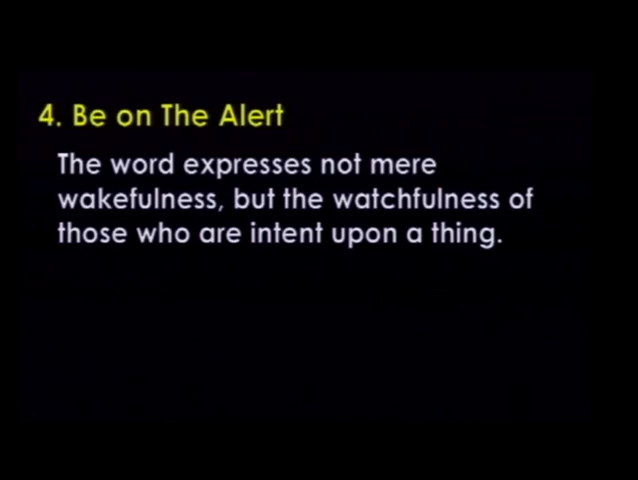 4. Be on The Alert
The word expresses not mere
wakefulness, but the watchfulness of
those who are intent upon a thing.